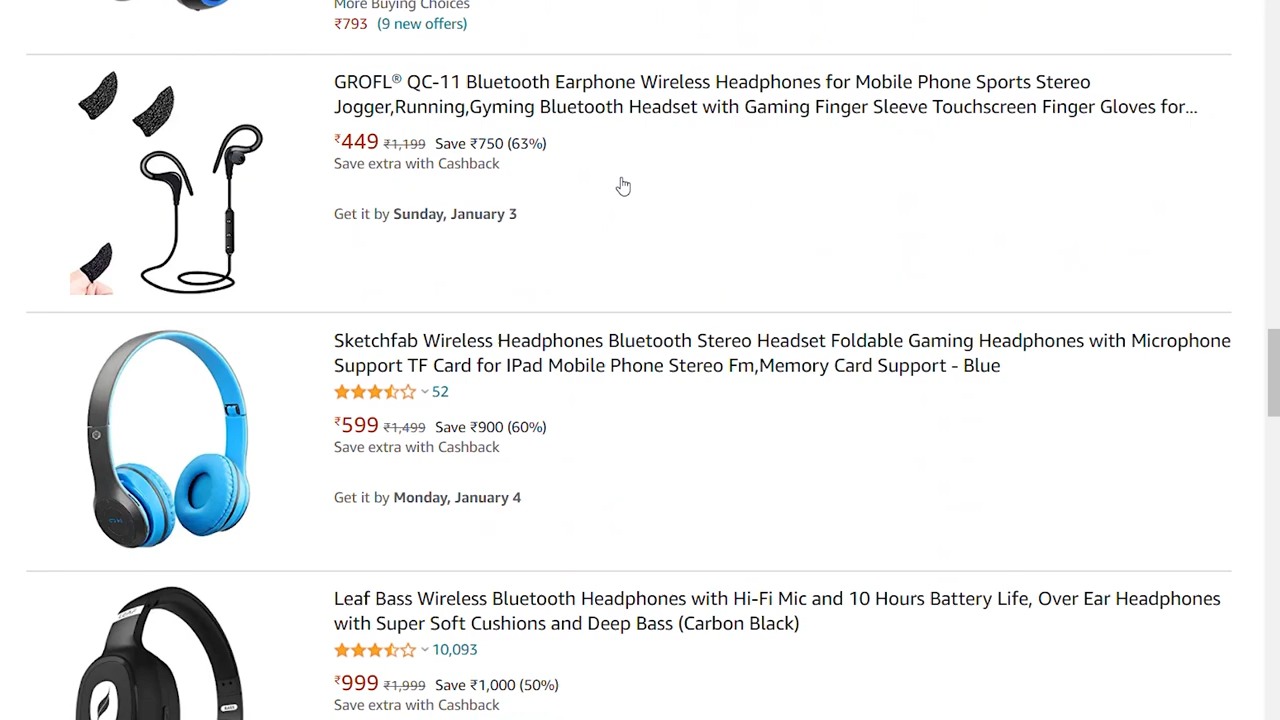 More Buying Choices
₹793 (9 new offers)
GROFL® QC-11 Bluetooth Earphone Wireless Headphones for Mobile Phone Sports Stereo
Jogger,Running,Gyming Bluetooth Headset with Gaming Finger Sleeve Touchscreen Finger Gloves for...
₹449 ₹1,199 Save ₹750 (63%)
Save extra with Cashback
Get it by Sunday, January 3
Sketchfab Wireless Headphones Bluetooth Stereo Headset Foldable Gaming Headphones with Microphone
Support TF Card for IPad Mobile Phone Stereo Fm,Memory Card Support - Blue
52
₹599 ₹1,499 Save ₹900 (60%)
Save extra with Cashback
Get it by Monday, January 4
Leaf Bass Wireless Bluetooth Headphones with Hi-Fi Mic and 10 Hours Battery Life, Over Ear Headphones
with Super Soft Cushions and Deep Bass (Carbon Black)
10,093
₹999 ₹1,999 Save ₹1,000 (50%)
Save extra with Cashback